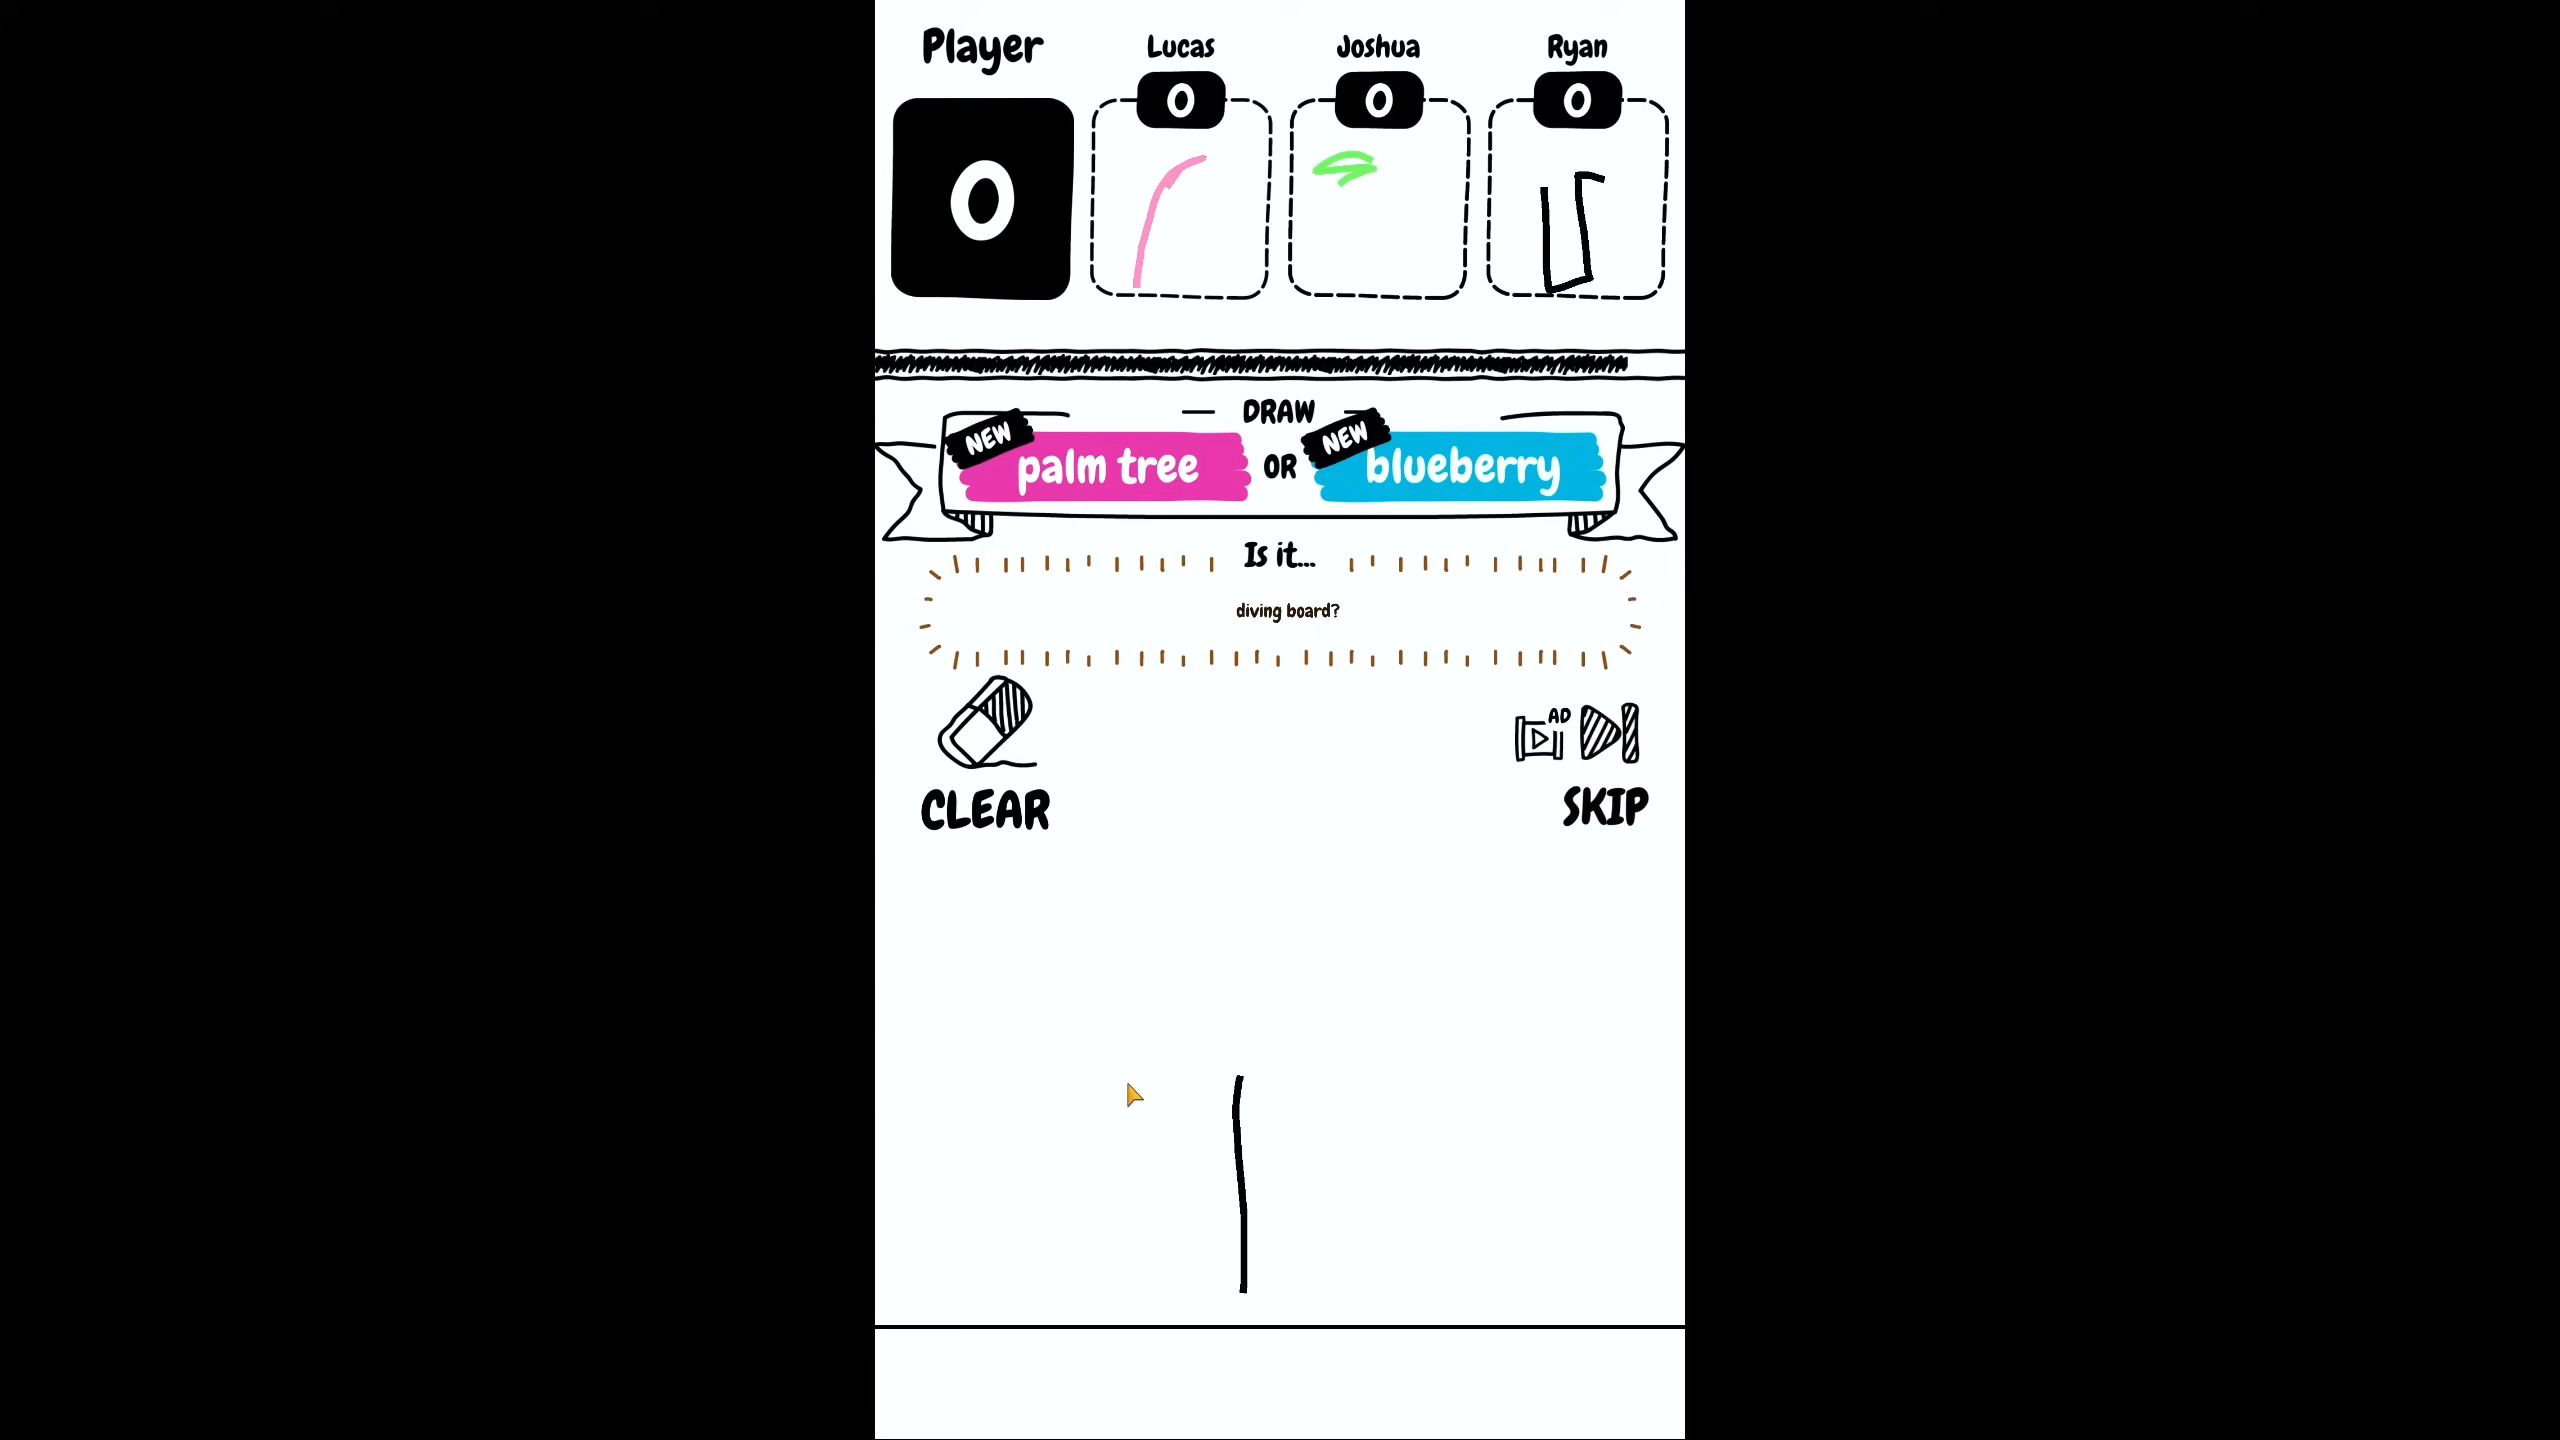 Player
Lucas
Joshua
Ryan
0
0
0
0
DRAW
NEW
palm tree
OR
NEW
blueberry
Is it...
diving board?
AD
CLEAR
SKIP